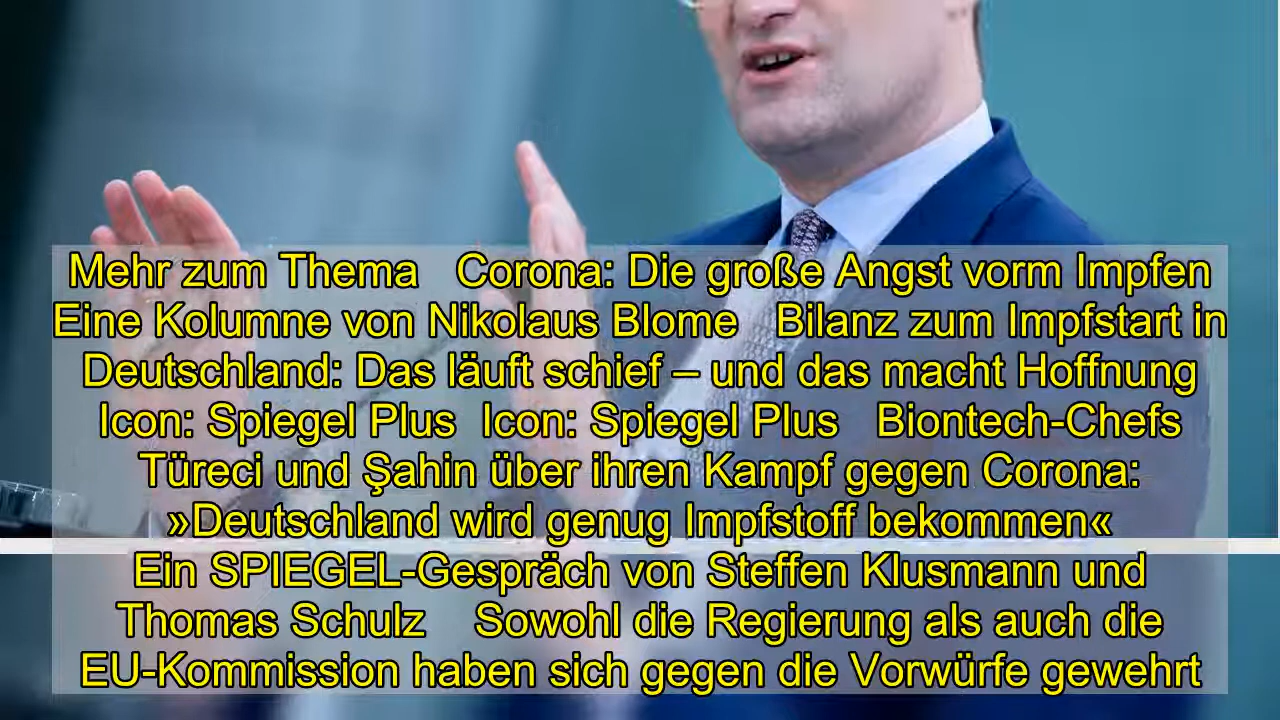 Mehr zum Thema Corona: Die große Angst vorm Impfen
Eine Kolumne von Nikolaus Blome Bilanz zum Impfstart in
Deutschland: Das läuft schief – und das macht Hoffnung
Icon: Spiegel Plus Icon: Spiegel Plus Biontech-Chefs
Türeci und Şahin über ihren Kampf gegen Corona:
»Deutschland wird genug Impfstoff bekommen«
Ein SPIEGEL-Gespräch von Steffen Klusmann und
Thomas Schulz Sowohl die Regierung als auch die
EU-Kommission haben sich gegen die Vorwürfe gewehrt